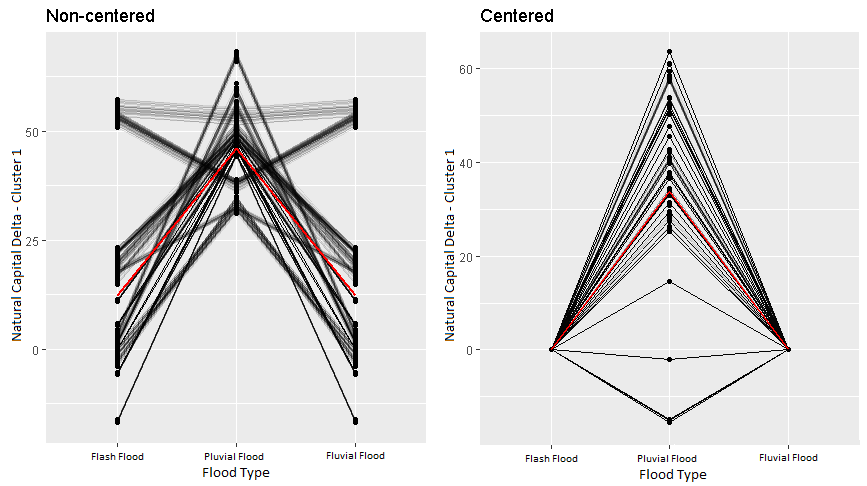 Non-centered
Natural Capital Delta - Cluster 1
50
25
0
Flash Flood
Pluvial Flood
Fluvial Flood
Flood Type
Centered
Natural Capital Delta - Cluster 1
60
40
20
0
Flash Flood
Pluvial Flood
Fluvial Flood
Flood Type